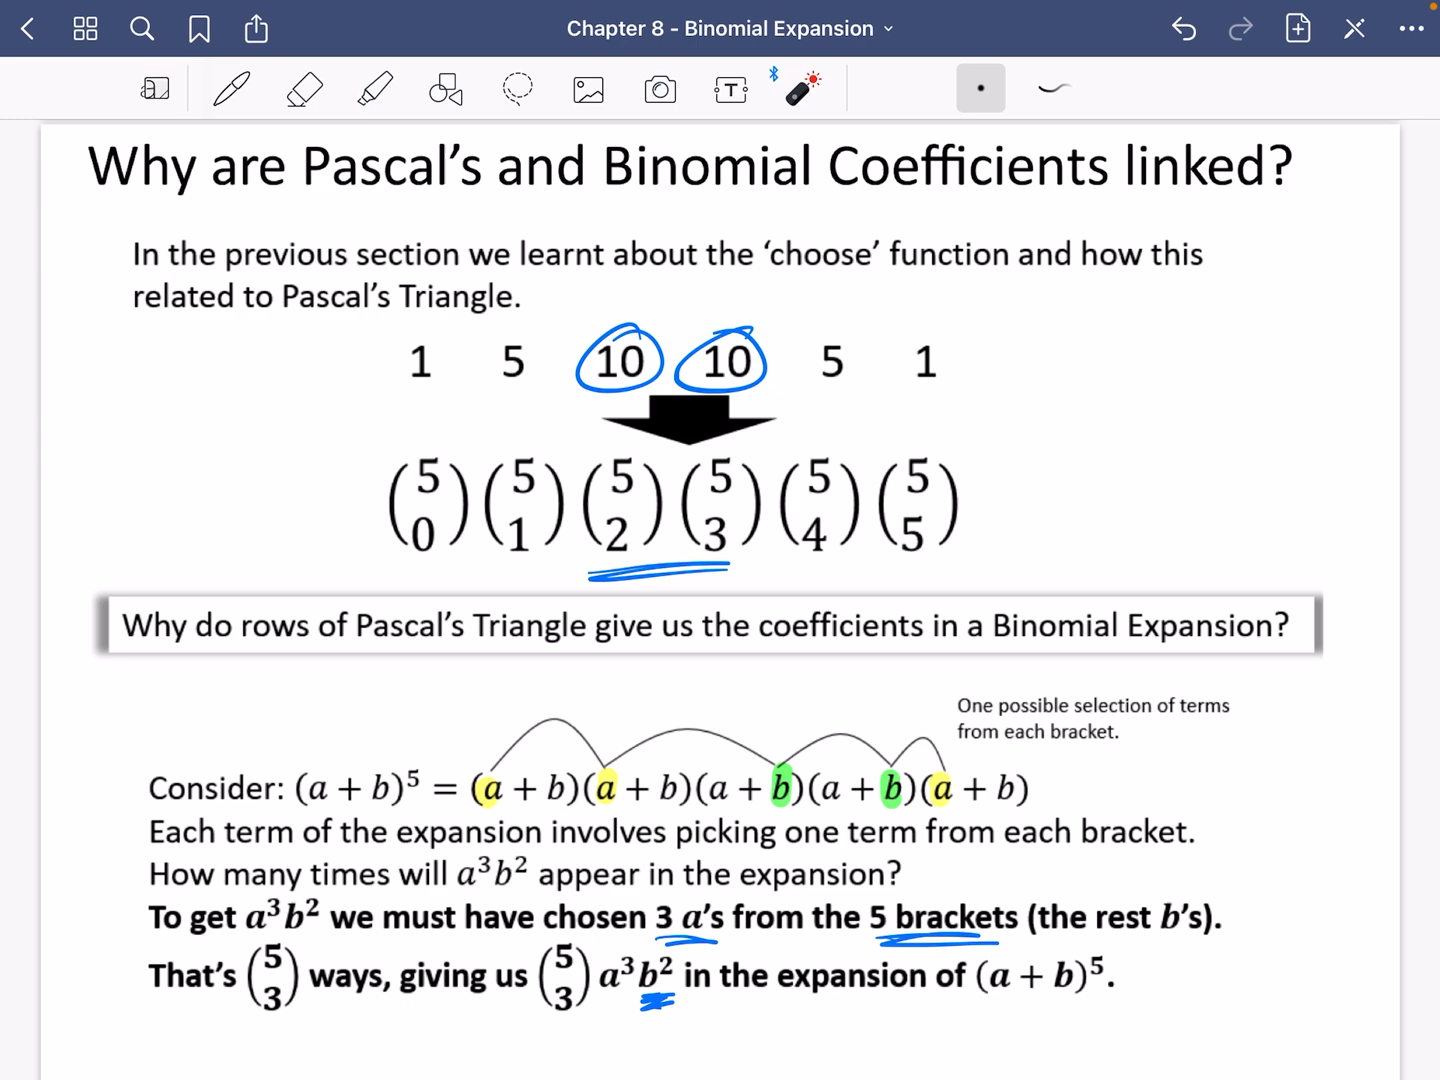 Chapter 8 - Binomial Expansion
Why are Pascal's and Binomial Coefficients linked?
In the previous section we learnt about the ‘choose’ function and how this
related to Pascal's Triangle.
1 5 10 10 5 1
(5 0) (5 1) (5 2) (5 3) (5 4) (5 5)
Why do rows of Pascal's Triangle give us the coefficients in a Binomial Expansion?
One possible selection of terms
from each bracket.
Consider: (a + b)⁵ = (a + b)(a + b)(a + b)(a + b)(a + b)
Each term of the expansion involves picking one term from each bracket.
How many times will a³b² appear in the expansion?
To get a³b² we must have chosen 3 a's from the 5 brackets (the rest b's).
That's (5 3) ways, giving us (5 3) a³b² in the expansion of (a + b)⁵.